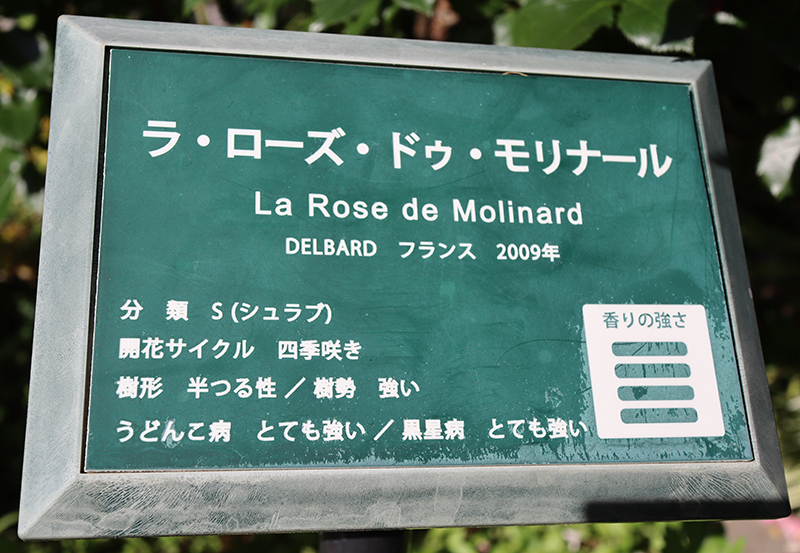 ラ・ローズ・ドゥ・モリナール
La Rose de Molinard
DELBARD フランス 2009年
分　類　S (シュラブ)
開花サイクル　四季咲き
樹形　半つる性 ／ 樹勢　強い
うどんこ病　とても強い ／ 黒星病　とても強い
香りの強さ